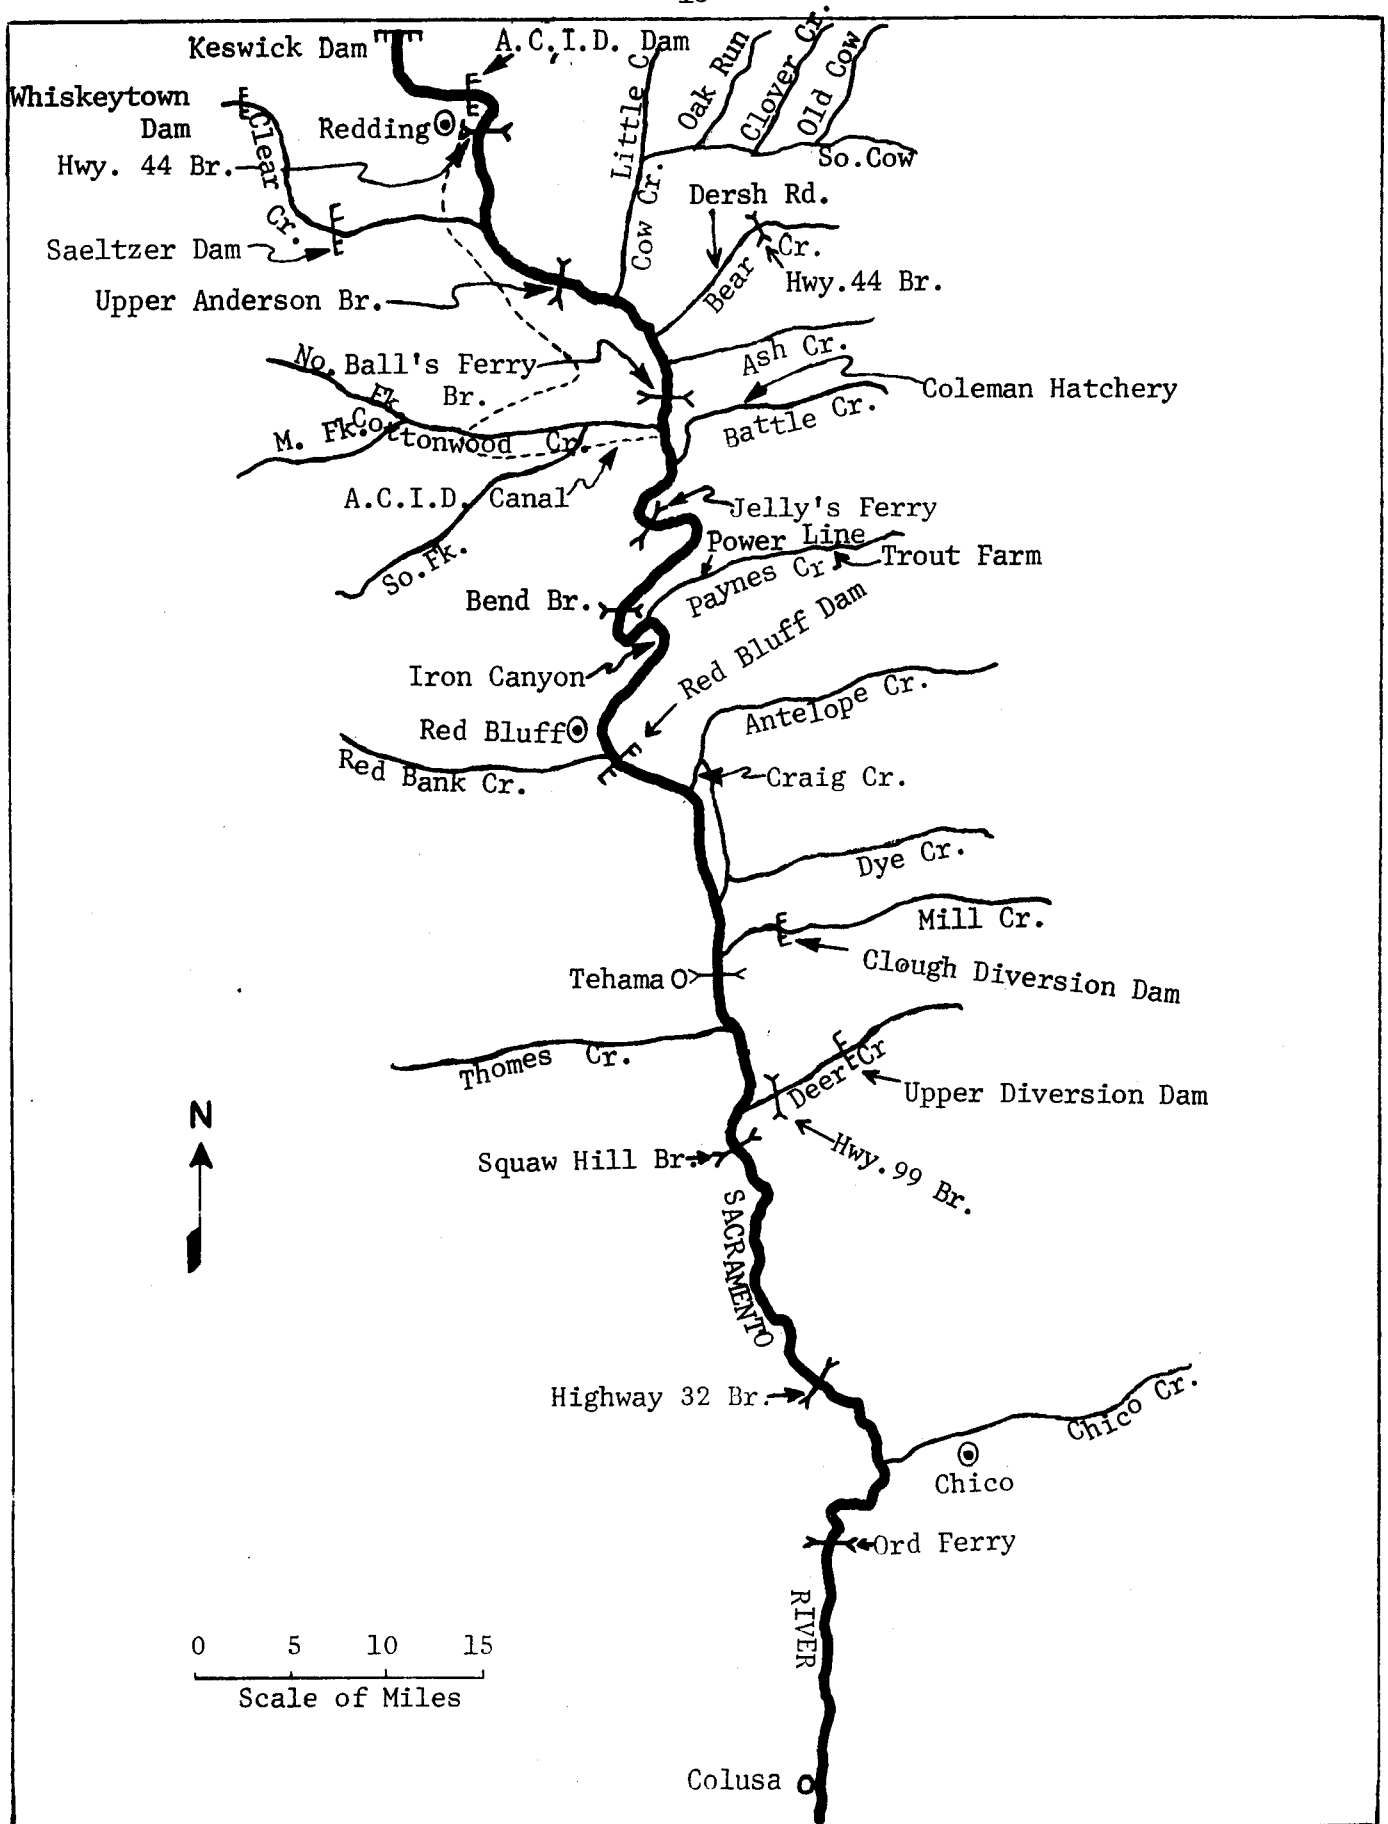 Keswick Dam
A.C.I.D. Dam
Whiskeytown
Dam
Redding
Hwy. 44 Br.
Clear Cr.
Saeltzer Dam
Upper Anderson Br.
Little C
Cow Cr.
Oak Run
Clover Cr.
Old Cow
So.Cow
Dersh Rd.
Bear Cr.
Hwy.44 Br.
Ash Cr.
No. Fk.
Ball's Ferry
Br.
M. Fk.
Cottonwood Cr.
Coleman Hatchery
Battle Cr.
A.C.I.D. Canal
So.Fk.
Jelly's Ferry
Power Line
Trout Farm
Paynes Cr.
Bend Br.
Iron Canyon
Red Bluff Dam
Red Bluff
Red Bank Cr.
Antelope Cr.
Craig Cr.
Dye Cr.
Mill Cr.
Clough Diversion Dam
Tehama
Thomes Cr.
Deer Cr
Upper Diversion Dam
Hwy.99 Br.
N
Squaw Hill Br.
SACRAMENTO
Highway 32 Br.
Chico Cr.
Chico
Ord Ferry
RIVER
0 5 10 15
Scale of Miles
Colusa